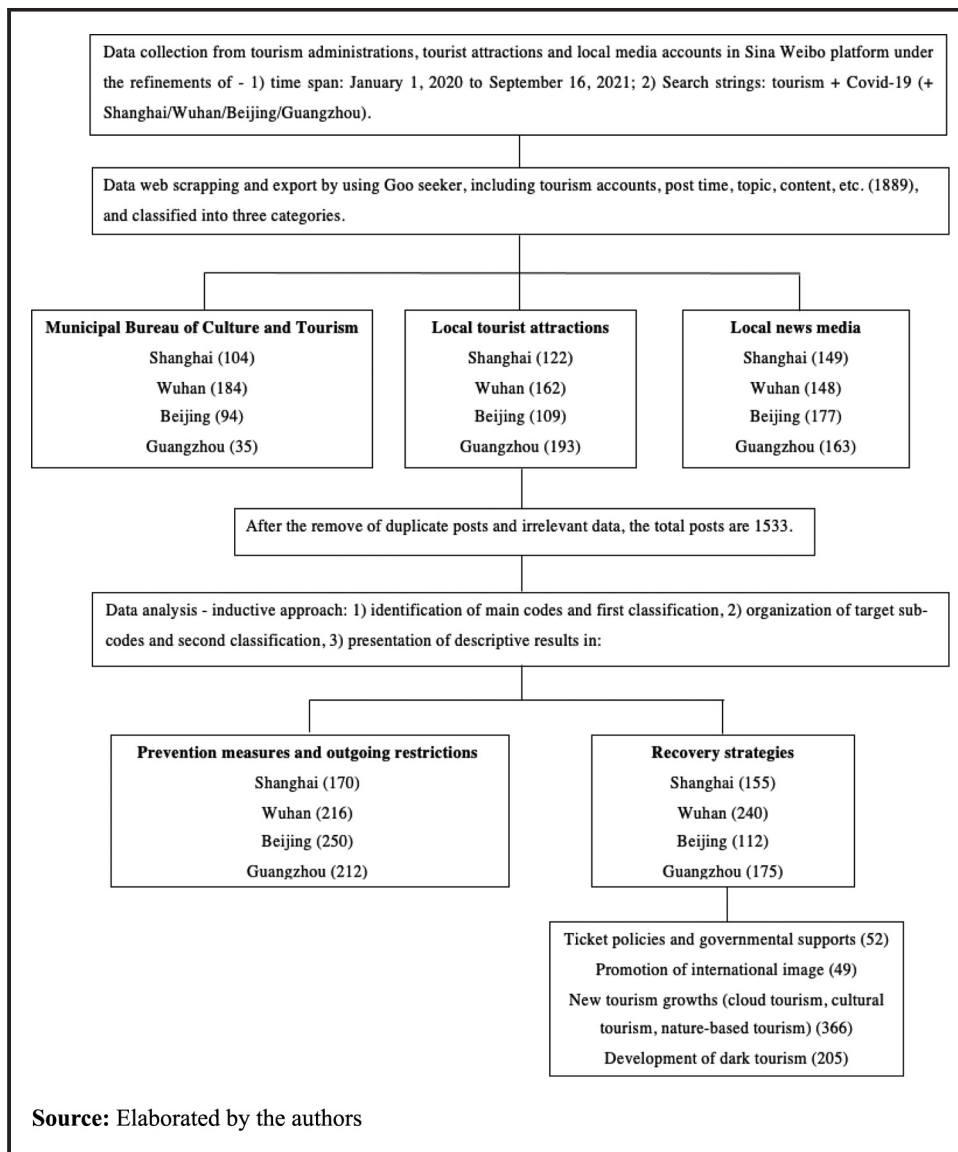 Data collection from tourism administrations, tourist attractions and local media accounts in Sina Weibo platform under
the refinements of - 1) time span: January 1, 2020 to September 16, 2021; 2) Search strings: tourism + Covid-19 (+
Shanghai/Wuhan/Beijing/Guangzhou).
Data web scrapping and export by using Goo seeker, including tourism accounts, post time, topic, content, etc. (1889),
and classified into three categories.
Municipal Bureau of Culture and Tourism
Shanghai (104)
Wuhan (184)
Beijing (94)
Guangzhou (35)
Local tourist attractions
Shanghai (122)
Wuhan (162)
Beijing (109)
Guangzhou (193)
Local news media
Shanghai (149)
Wuhan (148)
Beijing (177)
Guangzhou (163)
After the remove of duplicate posts and irrelevant data, the total posts are 1533.
Data analysis - inductive approach: 1) identification of main codes and first classification, 2) organization of target sub-
codes and second classification, 3) presentation of descriptive results in:
Prevention measures and outgoing restrictions
Shanghai (170)
Wuhan (216)
Beijing (250)
Guangzhou (212)
Recovery strategies
Shanghai (155)
Wuhan (240)
Beijing (112)
Guangzhou (175)
Ticket policies and governmental supports (52)
Promotion of international image (49)
New tourism growths (cloud tourism, cultural
tourism, nature-based tourism) (366)
Development of dark tourism (205)
Source: Elaborated by the authors